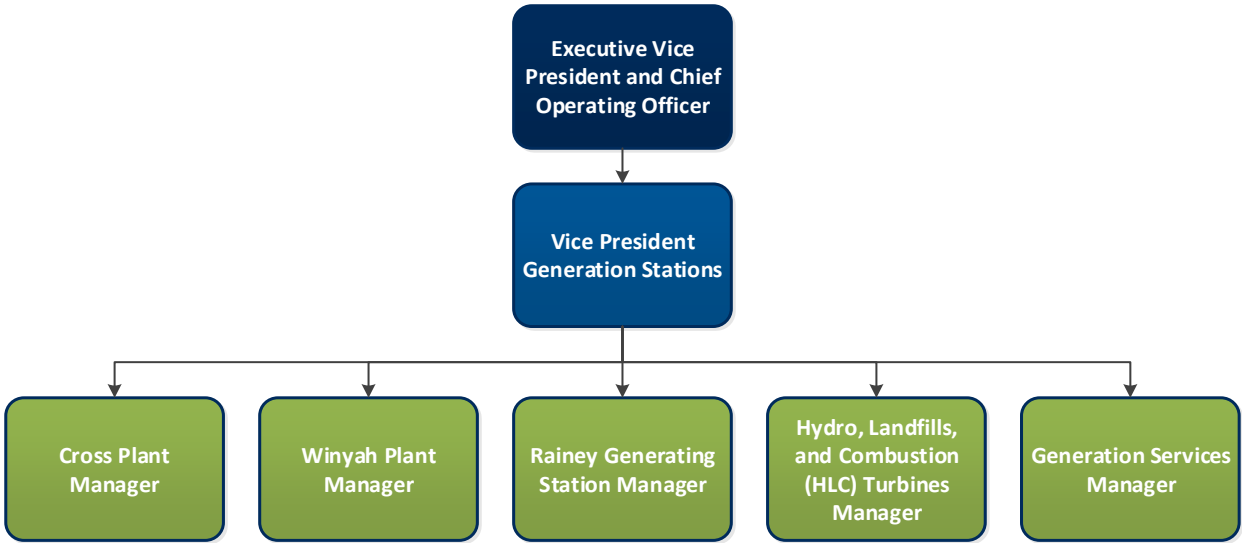 Executive Vice
President and Chief
Operating Officer
Vice President
Generation Stations
Cross Plant
Manager
Winyah Plant
Manager
Rainey Generating
Station Manager
Hydro, Landfills,
and Combustion
(HLC) Turbines
Manager
Generation Services
Manager